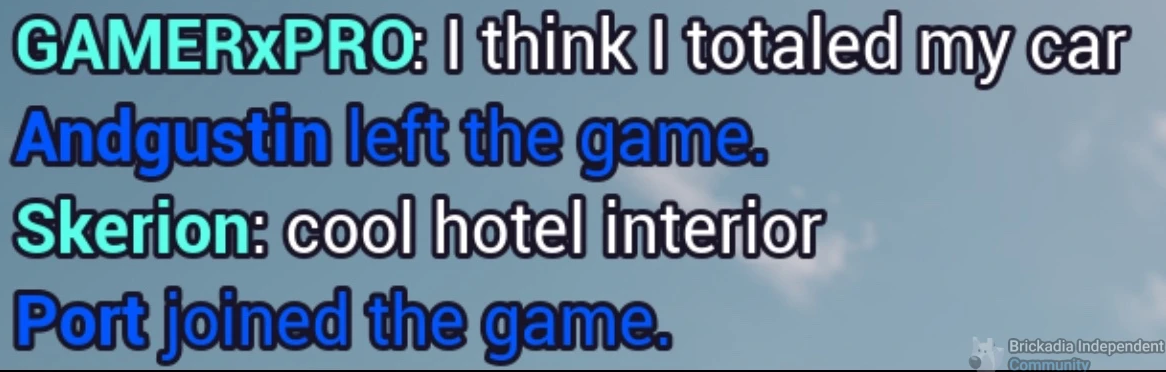 GAMERxPRO: I think I totaled my car
Andgustin left the game.
Skerion: cool hotel interior
Port joined the game.
Brickadia Independent
Community